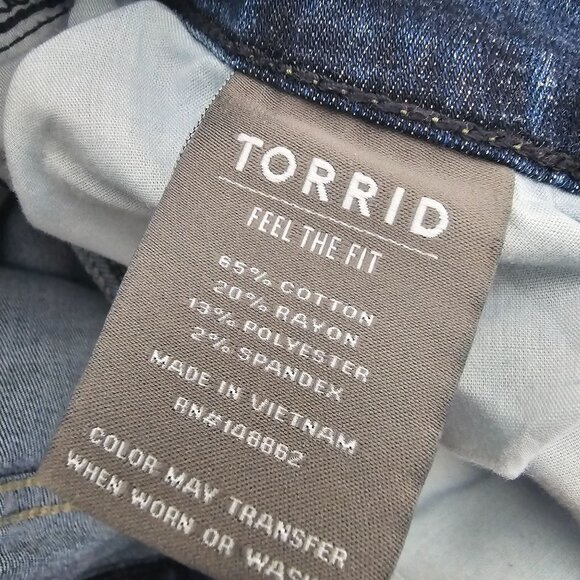 TORRID
FEEL THE FIT
65% COTTON
20% RAYON
13% POLYESTER
2% SPANDEX
MADE IN VIETNAM
RN#148862
COLOR MAY TRANSFER
WHEN WORN OR WASH